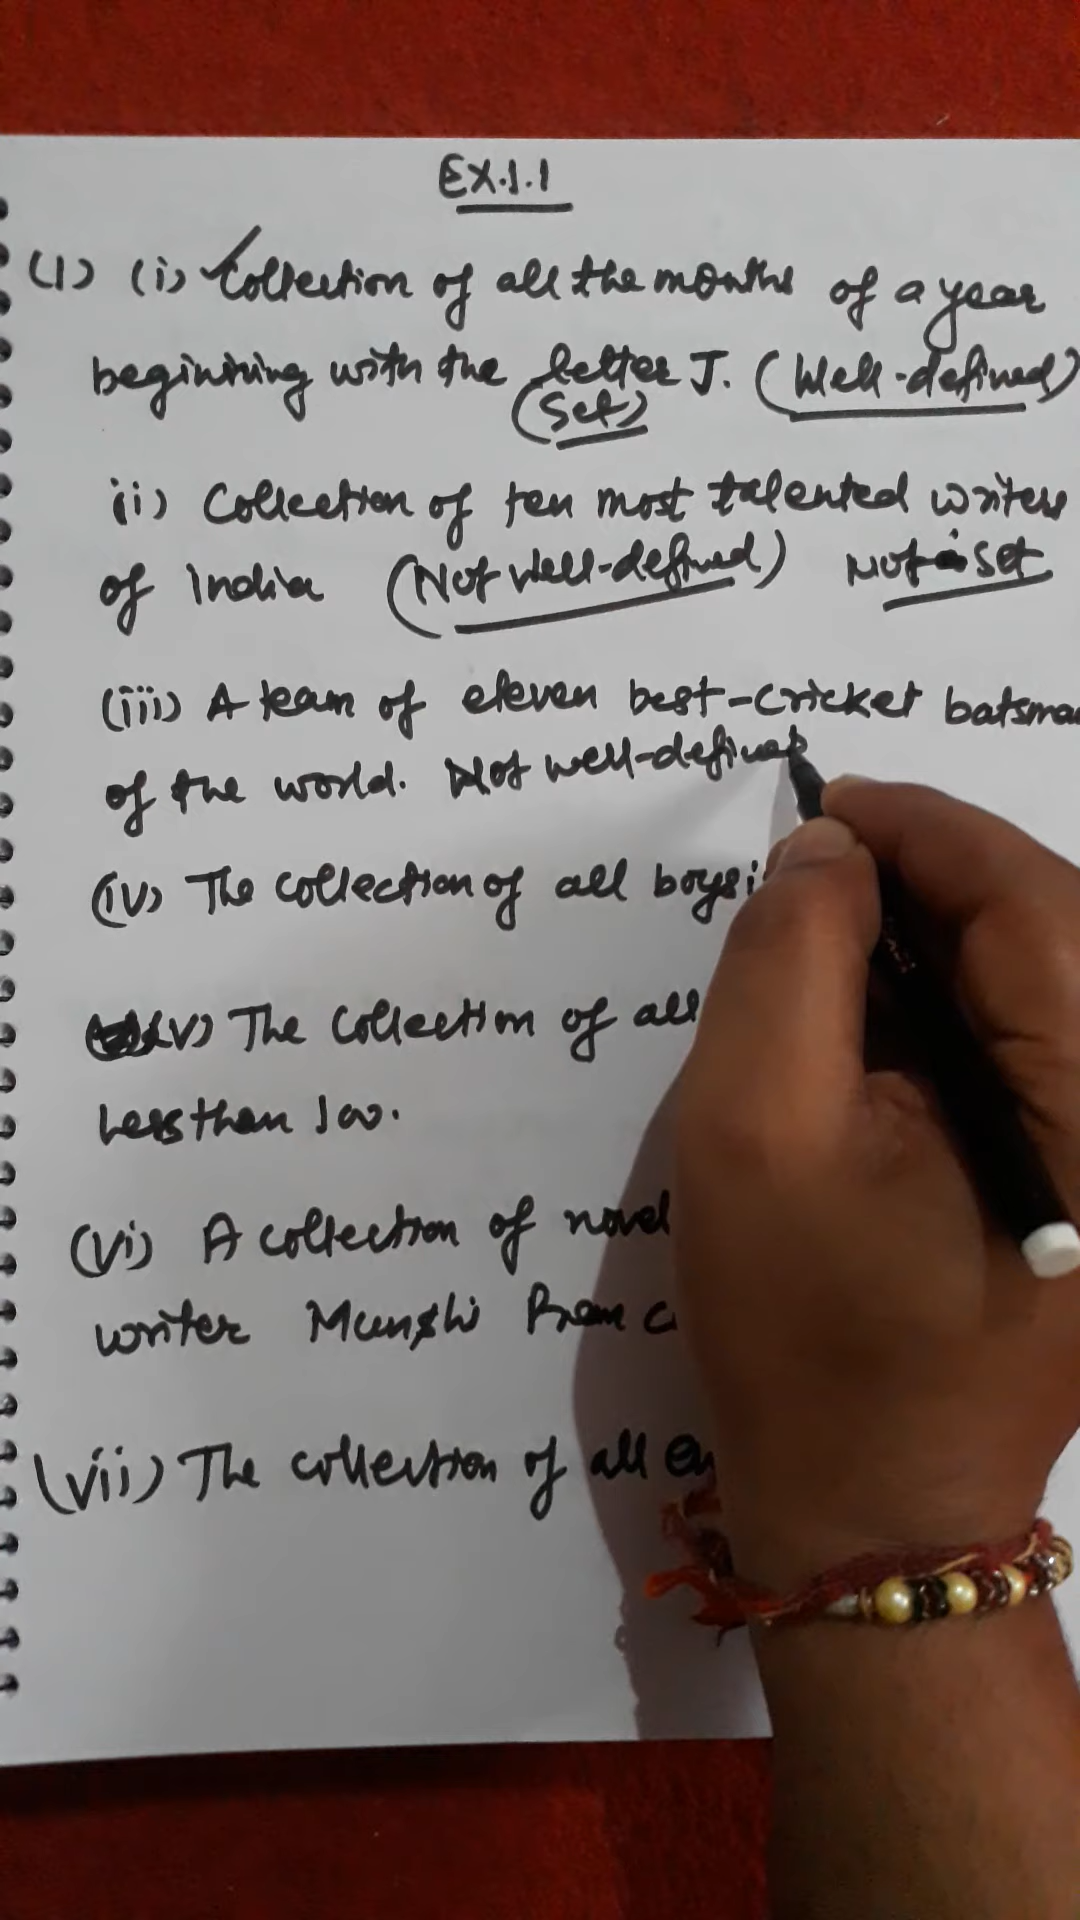 EX.1.1
(1) (i) Collection of all the months of a year
beginining with the letter J. (Well-defined)
(Set)
ii) Collection of ten most talented writers
of India (Not well-defined) Not set
(iii) A team of eleven best-cricket batsman
of the world. Not well-defined
(iv) The collection of all boys
(v) The collection of all
Less than 100.
(vi) A collection of novel
writer Munshi Prem
(vii) The collection of all